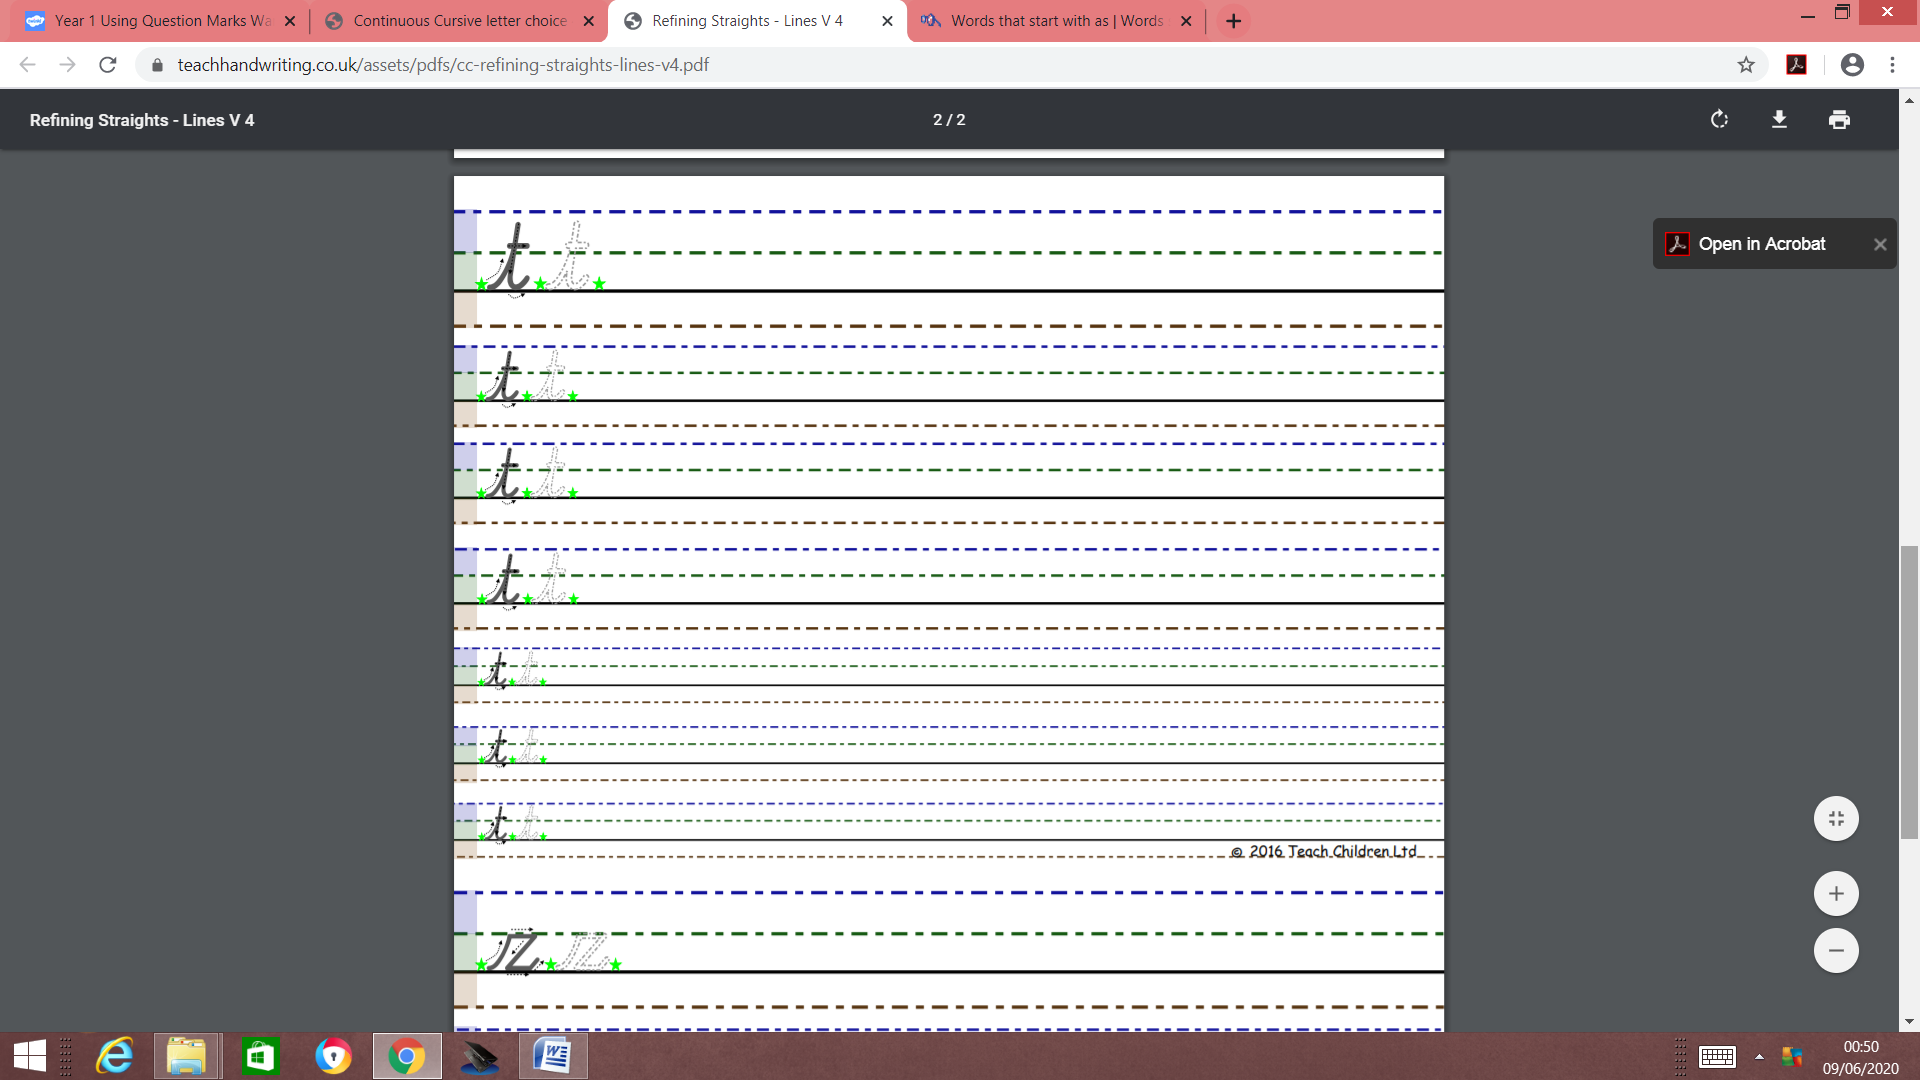 Year 1 Using Question Marks Wa
Continuous Cursive letter choice
Refining Straights - Lines V 4
Words that start with as | Words
teachhandwriting.co.uk/assets/pdfs/cc-refining-straights-lines-v4.pdf
Refining Straights - Lines V 4
2 / 2
Open in Acrobat
t t
t t
t t
t t
t t
t t
t t
© 2016 Teach Children Ltd
z z
00:50
09/06/2020